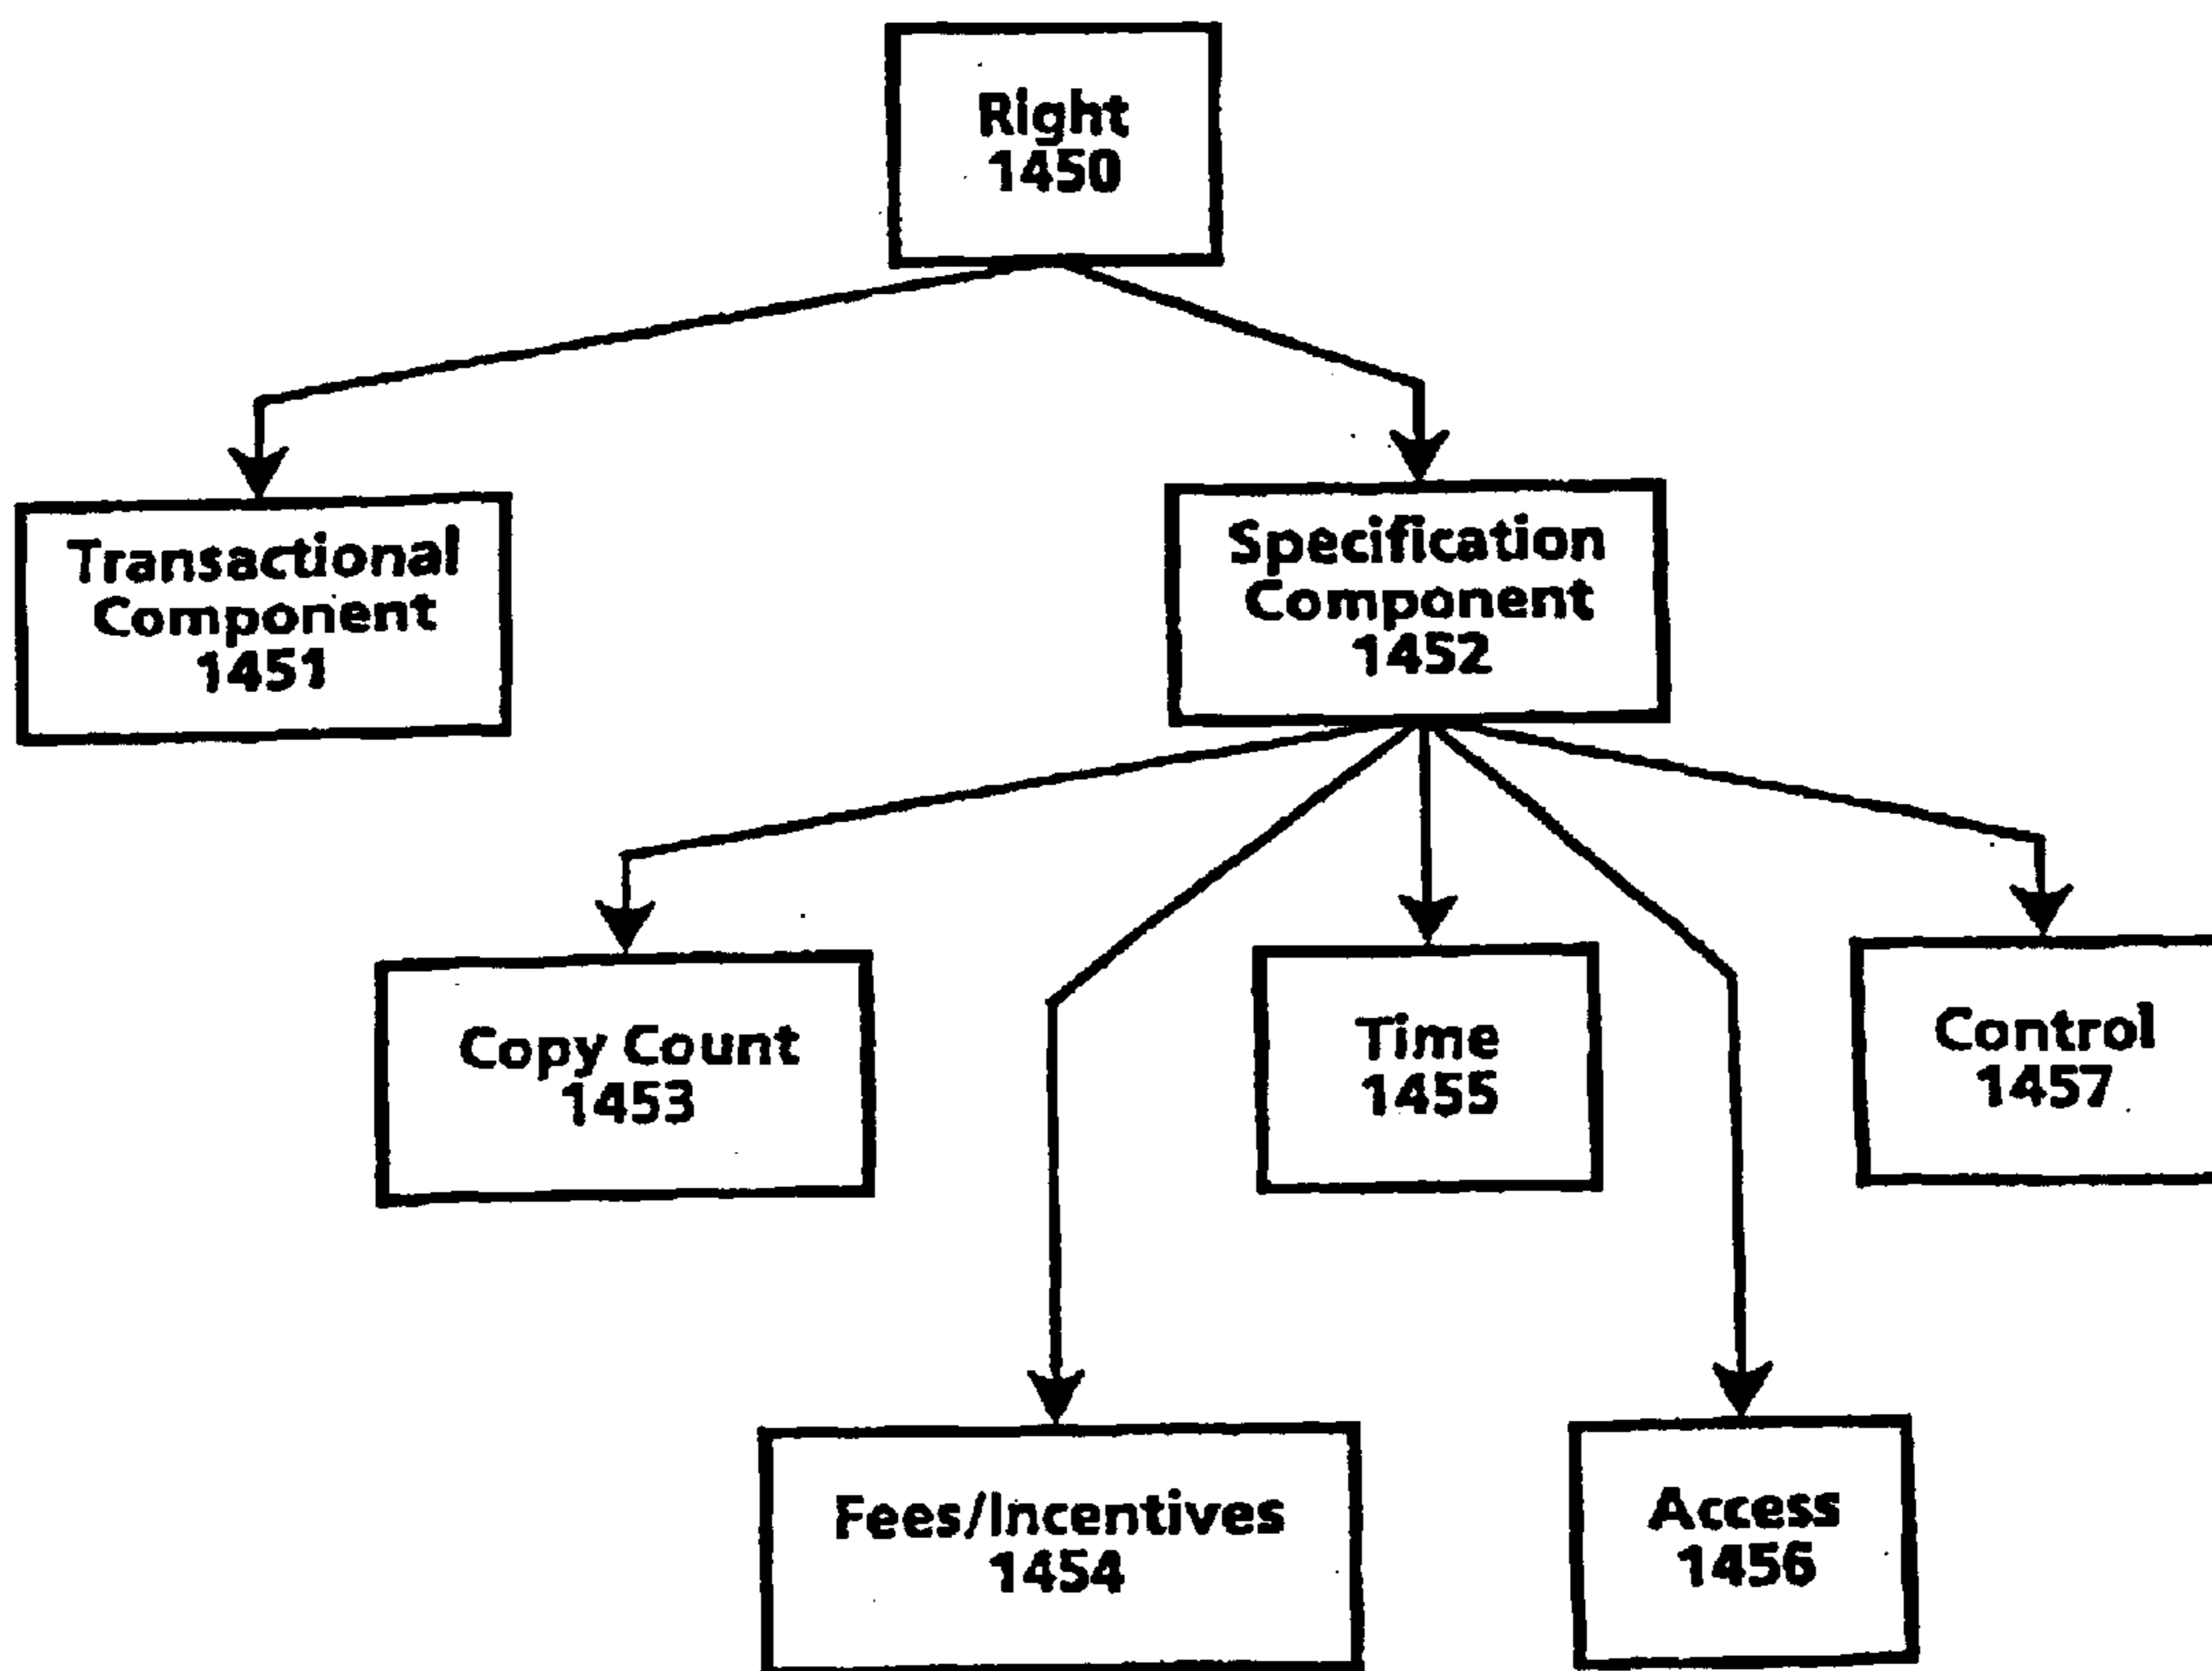 Right
1450
Transactional
Component
1451
Specification
Component
1452
Copy Count
1453
Time
1455
Control
1457
Fees/Incentives
1454
Access
1456